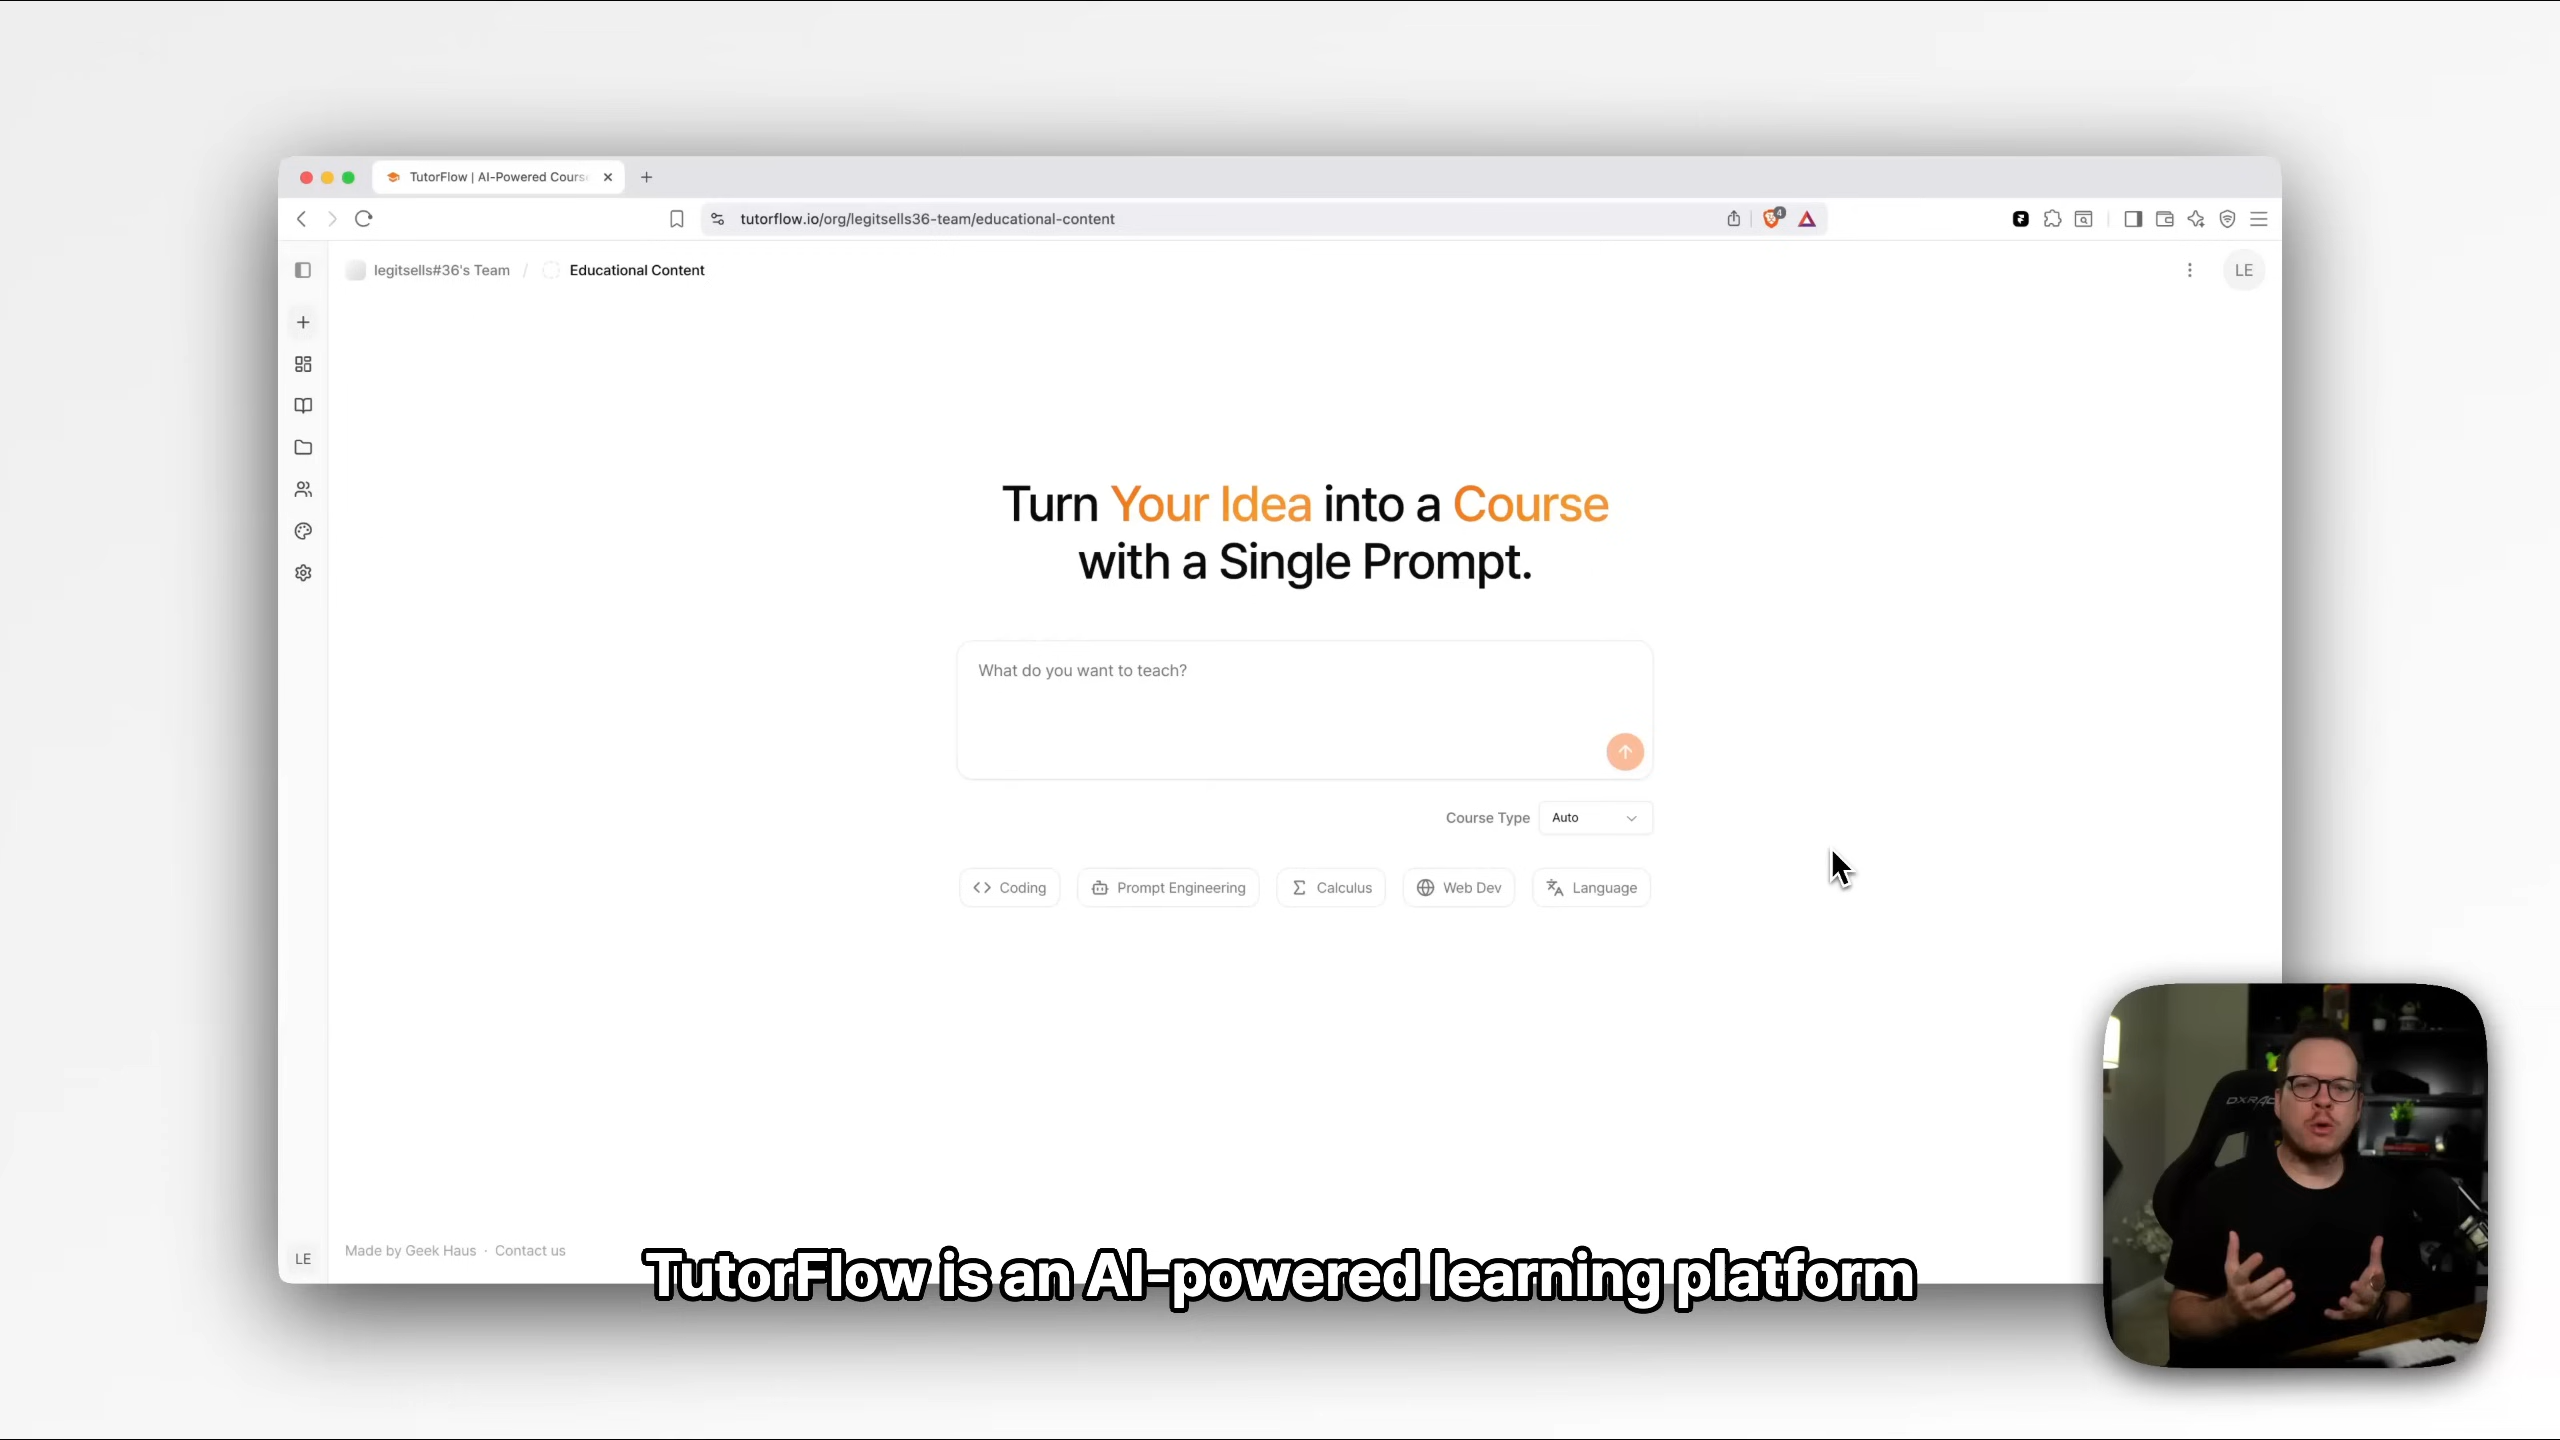 TutorFlow | AI-Powered Cours
tutorflow.io/org/legitsells36-team/educational-content
4
legitsells#36's Team / Educational Content
LE
Turn Your Idea into a Course
with a Single Prompt.
What do you want to teach?
Course Type Auto
Coding Prompt Engineering Calculus Web Dev Language
DXRAC
LE
Made by Geek Haus · Contact us
TutorFlow is an AI-powered learning platform